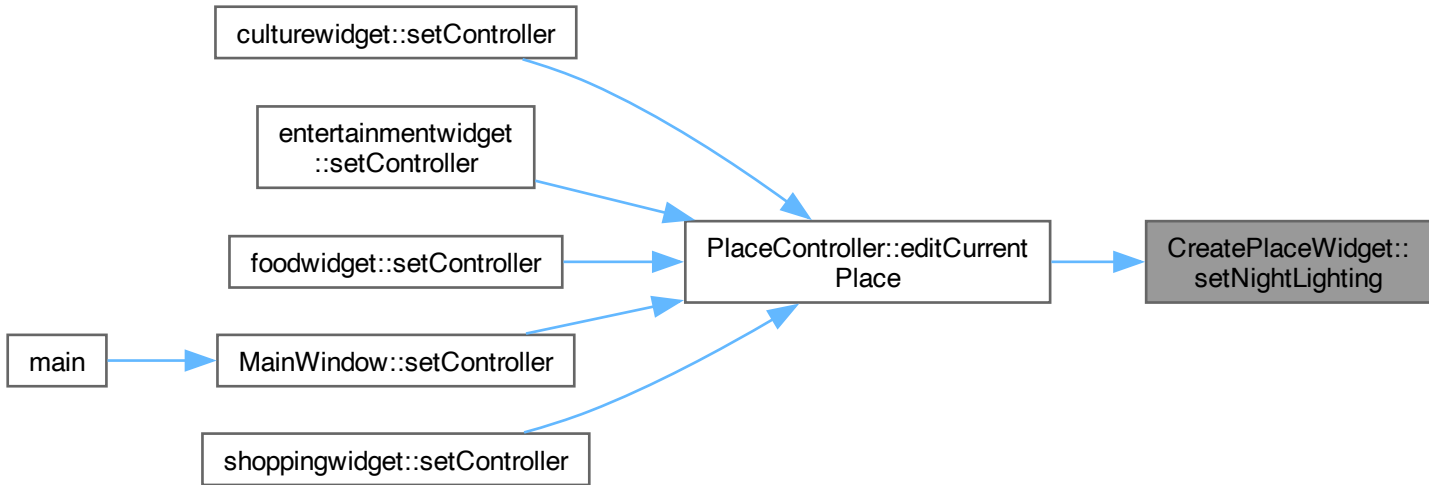 culturewidget::setController
entertainmentwidget
::setController
foodwidget::setController
PlaceController::editCurrent
Place
CreatePlaceWidget::
setNightLighting
main
MainWindow::setController
shoppingwidget::setController